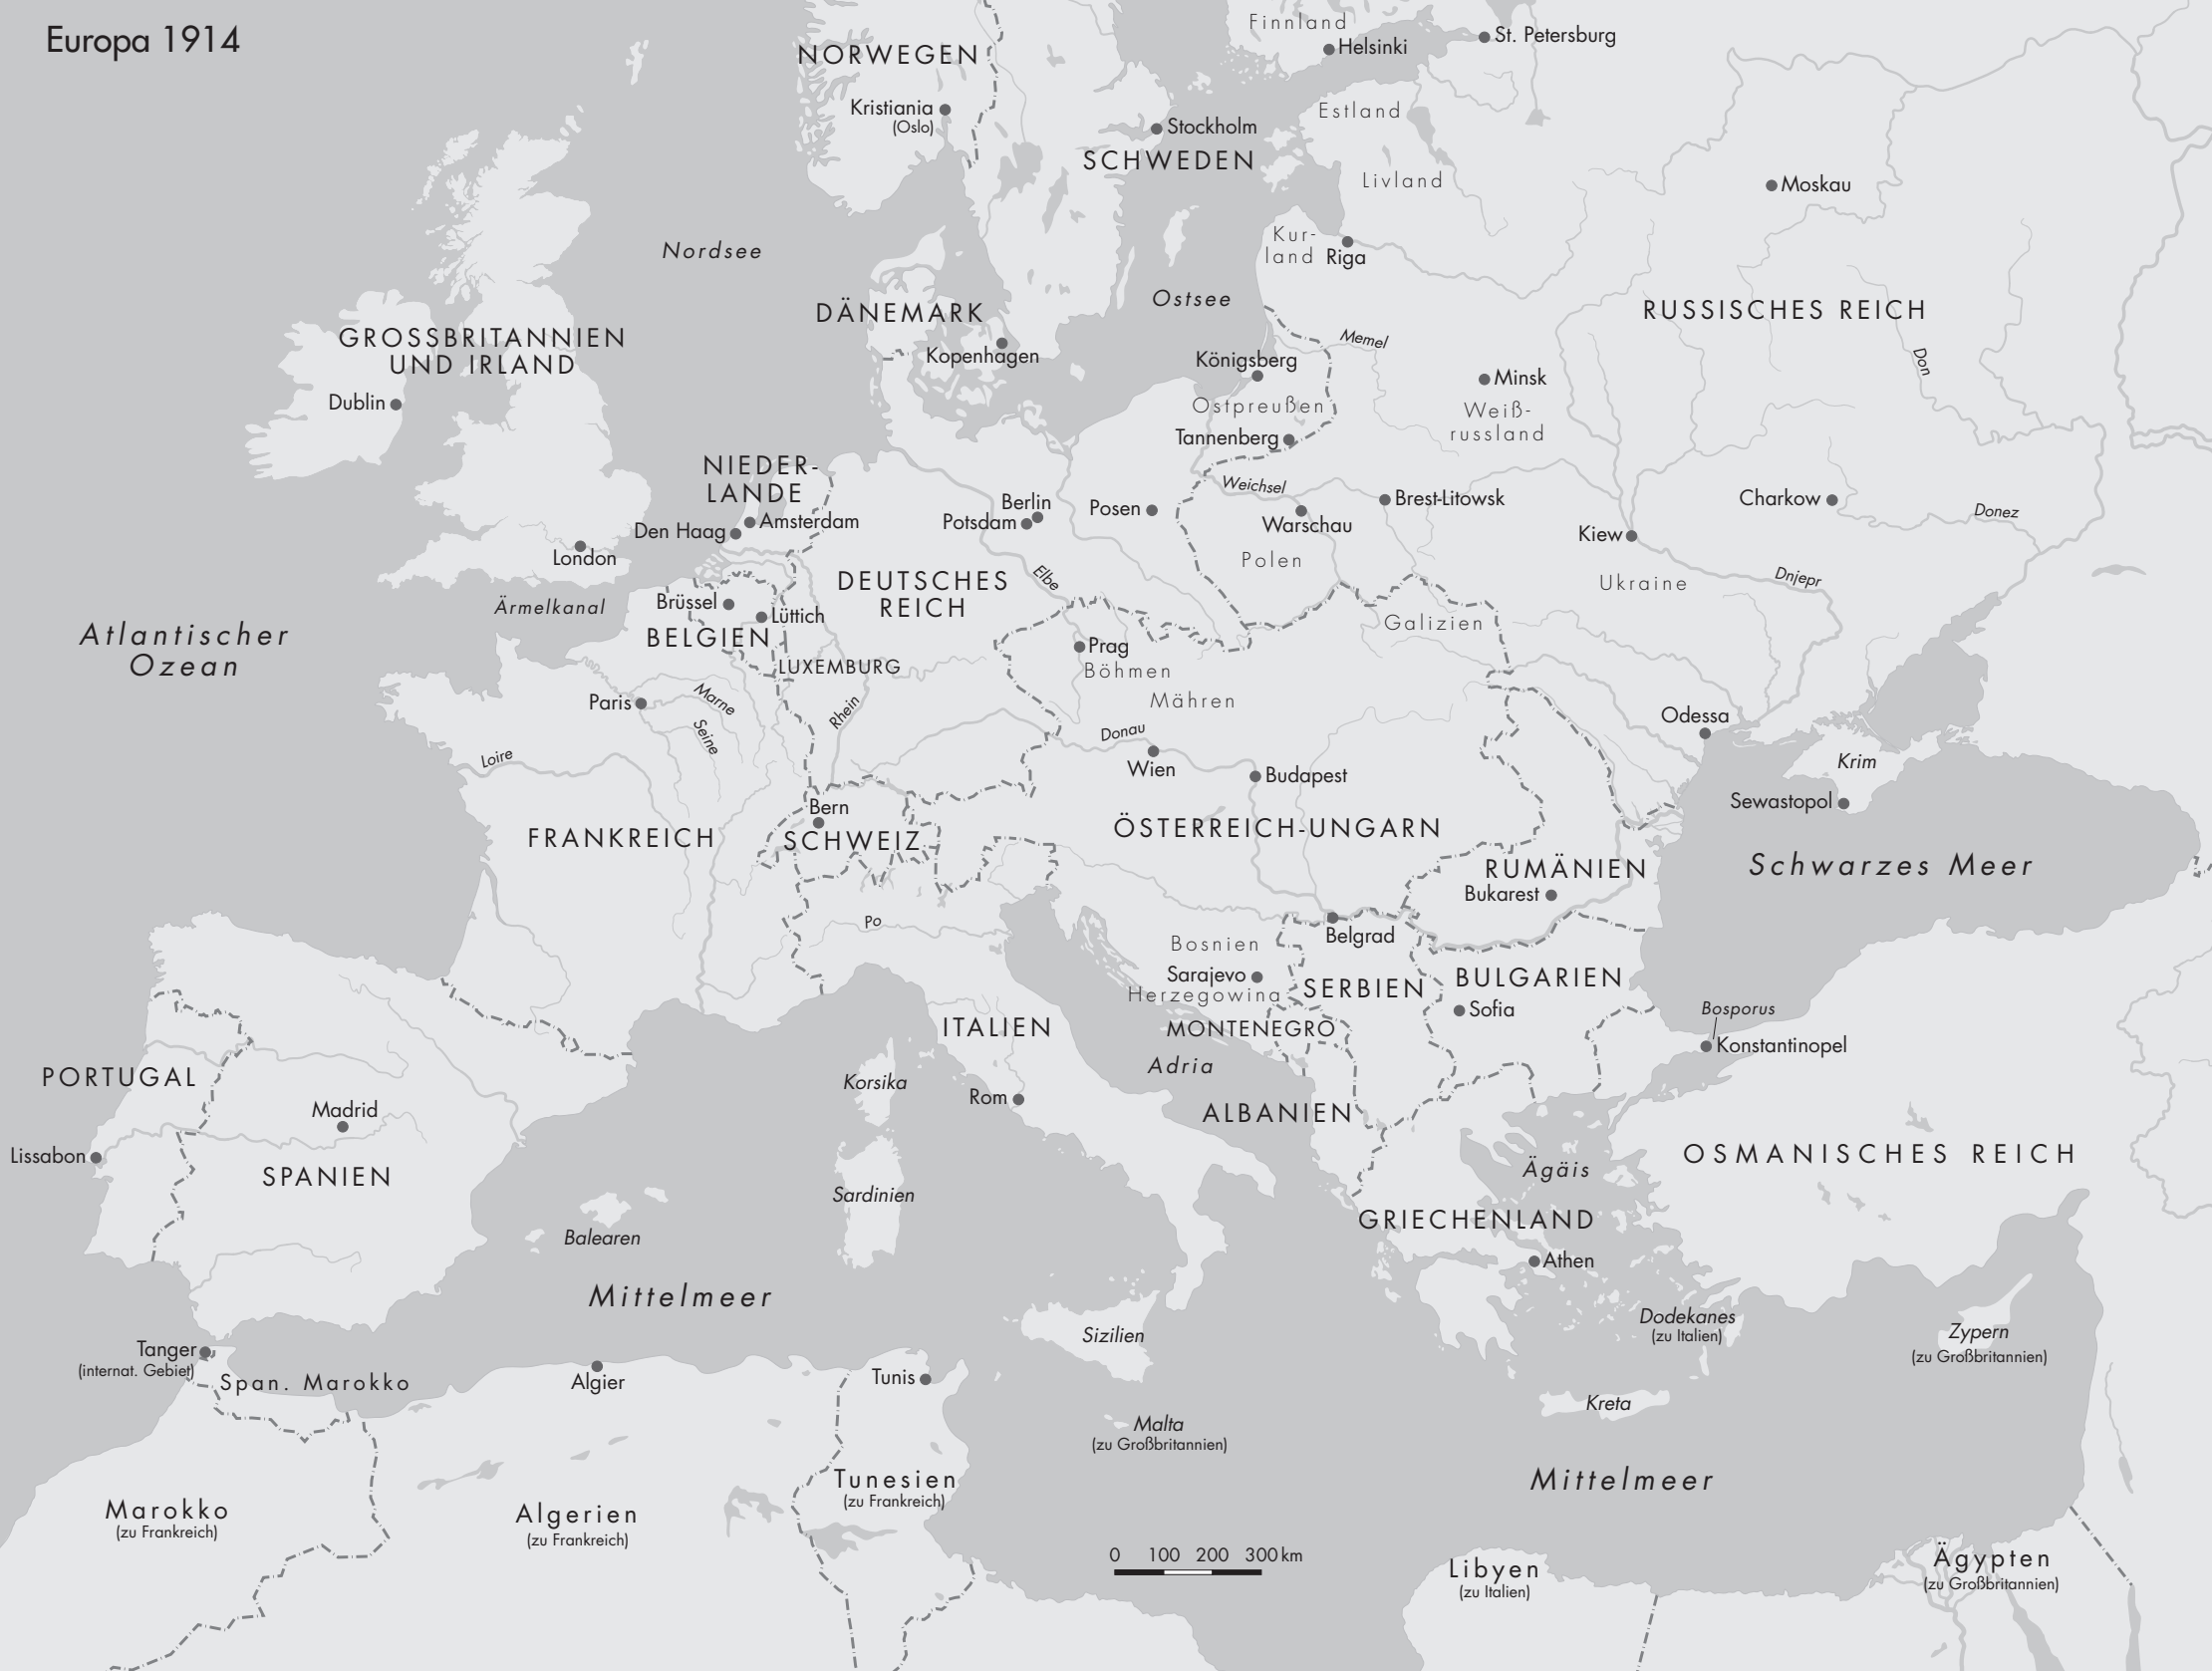 Europa 1914
Finnland
Helsinki
St. Petersburg
NORWEGEN
Kristiania
(Oslo)
Estland
Stockholm
SCHWEDEN
Livland
Moskau
Kur-
land
Riga
Nordsee
Ostsee
DÄNEMARK
Kopenhagen
RUSSISCHES REICH
GROSSBRITANNIEN
UND IRLAND
Dublin
Memel
Königsberg
Don
Minsk
Ostpreußen
Weiß-
russland
Tannenberg
NIEDER-
LANDE
Weichsel
Berlin
Potsdam
Posen
Brest-Litowsk
Charkow
Donez
Amsterdam
Den Haag
Warschau
Kiew
London
Polen
Elbe
Dnjepr
DEUTSCHES
REICH
Ukraine
Ärmelkanal
Brüssel
Lüttich
BELGIEN
Galizien
Atlantischer
Ozean
Prag
Böhmen
LUXEMBURG
Mähren
Paris
Marne
Seine
Rhein
Odessa
Donau
Loire
Wien
Budapest
Krim
Sewastopol
Bern
SCHWEIZ
FRANKREICH
ÖSTERREICH-UNGARN
RUMÄNIEN
Bukarest
Schwarzes Meer
Po
Belgrad
Bosnien
Sarajevo
Herzegowina
SERBIEN
BULGARIEN
Sofia
Bosporus
ITALIEN
MONTENEGRO
Konstantinopel
Adria
PORTUGAL
Korsika
Rom
Madrid
ALBANIEN
Lissabon
SPANIEN
Ägäis
OSMANISCHES REICH
Sardinien
GRIECHENLAND
Balearen
Athen
Mittelmeer
Sizilien
Dodekanes
(zu Italien)
Zypern
(zu Großbritannien)
Tanger
(internat. Gebiet)
Span. Marokko
Algier
Tunis
Kreta
Malta
(zu Großbritannien)
Mittelmeer
Marokko
(zu Frankreich)
Algerien
(zu Frankreich)
Tunesien
(zu Frankreich)
0 100 200 300 km
Libyen
(zu Italien)
Ägypten
(zu Großbritannien)